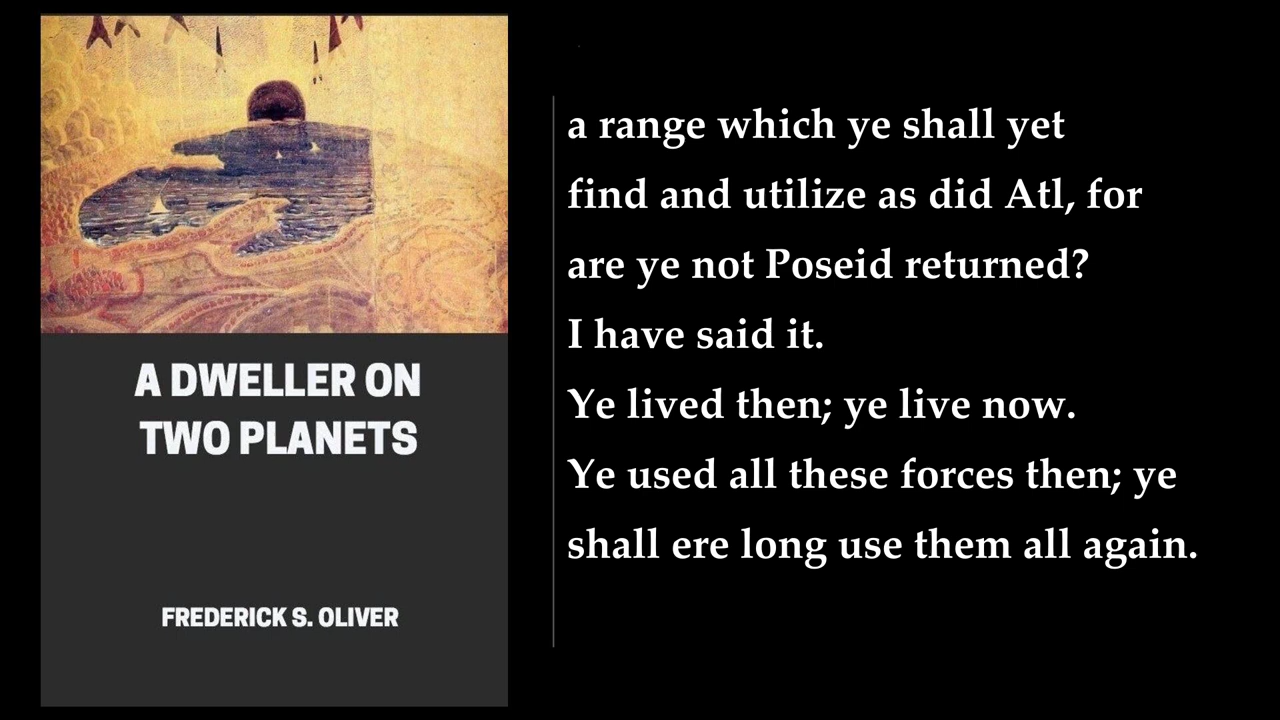 A DWELLER ON
TWO PLANETS
FREDERICK S. OLIVER
a range which ye shall yet
find and utilize as did Atl, for
are ye not Poseid returned?
I have said it.
Ye lived then; ye live now.
Ye used all these forces then; ye
shall ere long use them all again.